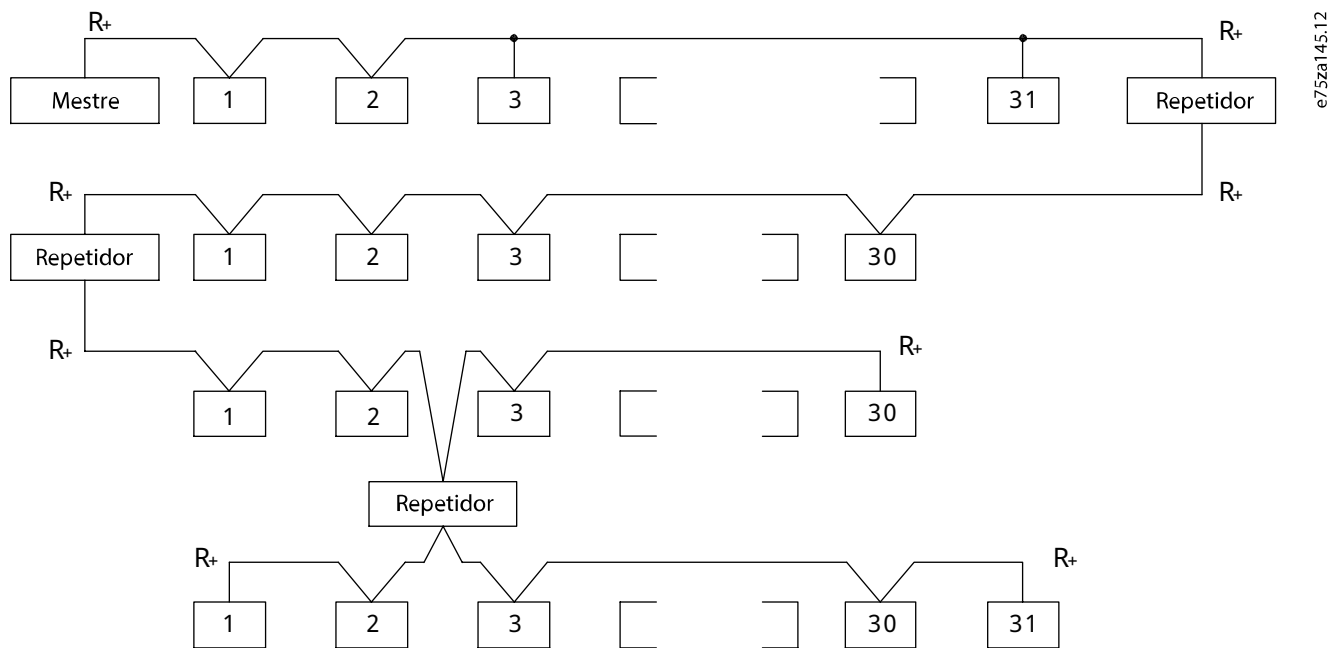 R+ R+
Mestre 1 2 3 31 Repetidor
R+ R+
Repetidor 1 2 3 30
R+ R+
1 2 3 30
Repetidor
R+ R+
1 2 3 30 31
e75za145.12